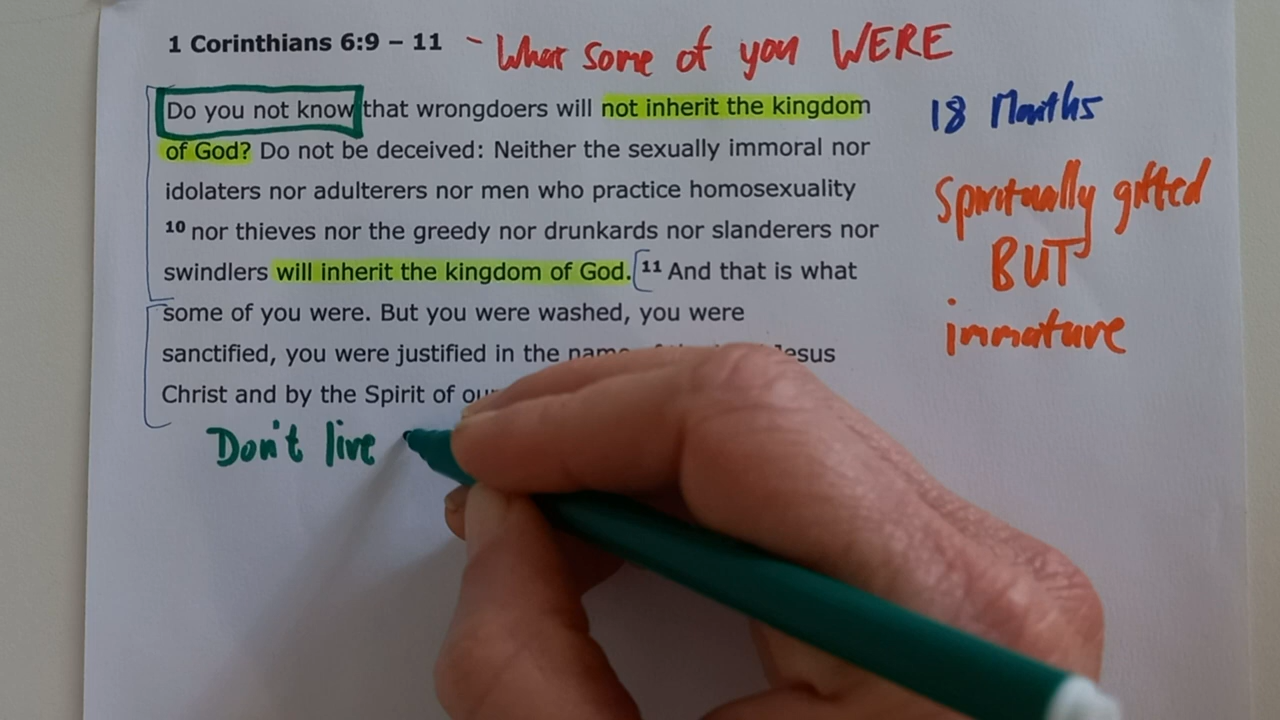 1 Corinthians 6:9 – 11 - What some of you WERE
Do you not know that wrongdoers will not inherit the kingdom
of God? Do not be deceived: Neither the sexually immoral nor
idolaters nor adulterers nor men who practice homosexuality
10 nor thieves nor the greedy nor drunkards nor slanderers nor
swindlers will inherit the kingdom of God. 11 And that is what
some of you were. But you were washed, you were
sanctified, you were justified in the Jesus
Christ and by the Spirit of
Don't live
18 Months
Spiritually gifted
BUT
immature